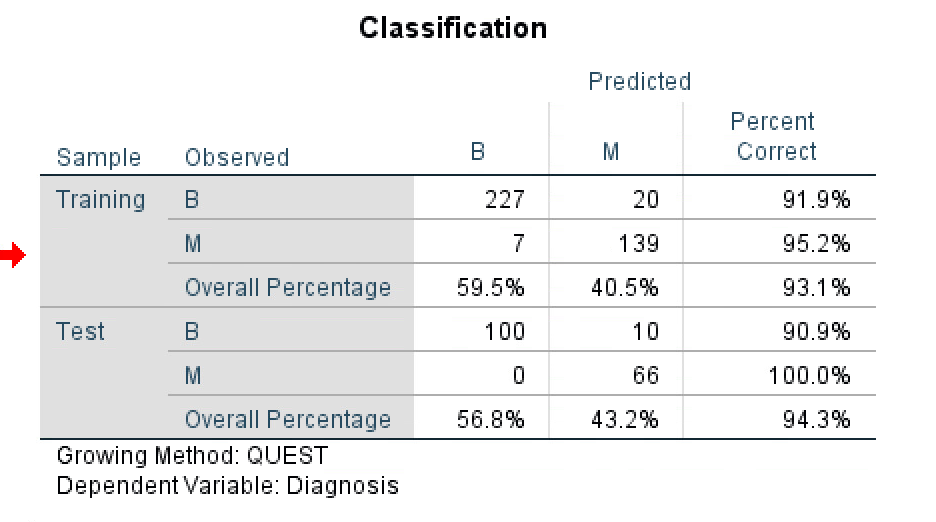 Classification
Predicted
Sample Observed B M Percent Correct
Training B 227 20 91.9%
M 7 139 95.2%
Overall Percentage 59.5% 40.5% 93.1%
Test B 100 10 90.9%
M 0 66 100.0%
Overall Percentage 56.8% 43.2% 94.3%
Growing Method: QUEST
Dependent Variable: Diagnosis